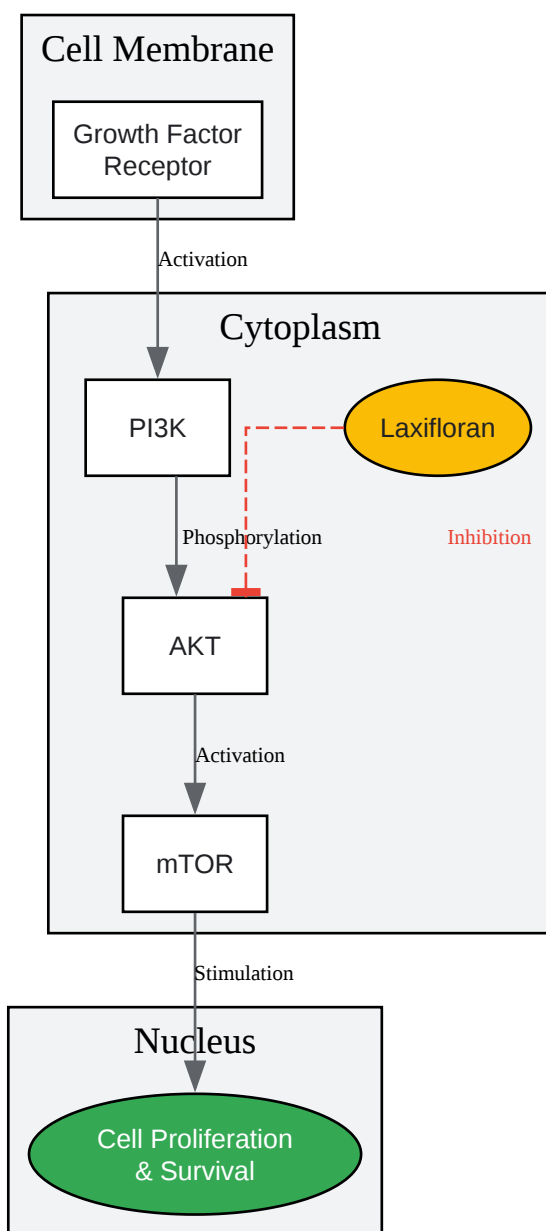 Cell Membrane
Growth Factor
Receptor
Activation
Cytoplasm
PI3K
Laxifloran
Phosphorylation
Inhibition
AKT
Activation
mTOR
Stimulation
Nucleus
Cell Proliferation
& Survival